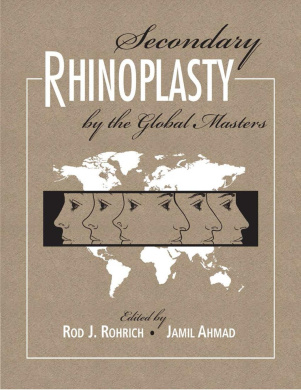 Secondary
RHINOPLASTY
by the Global Masters
Edited by
ROD J. ROHRICH • JAMIL AHMAD